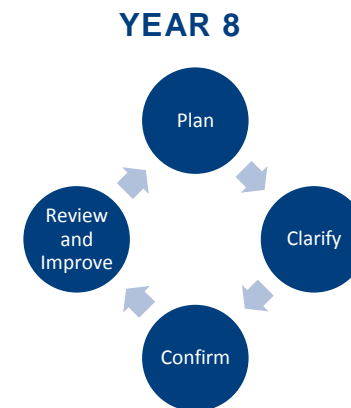 YEAR 8
Plan
Clarify
Confirm
Review
and
Improve